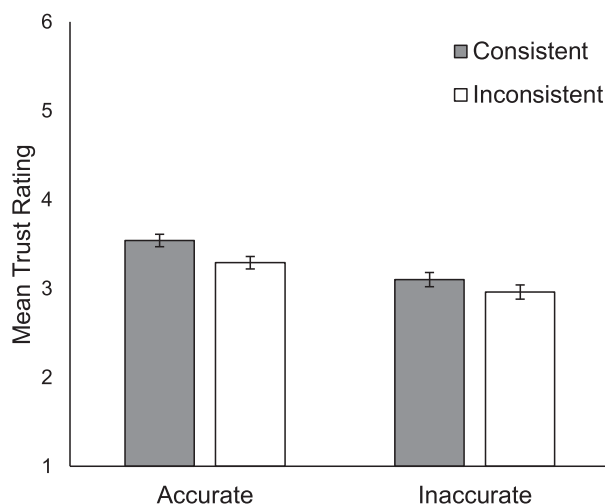 6
Consistent
Inconsistent
5
4
3
2
1
Mean Trust Rating
Accurate
Inaccurate